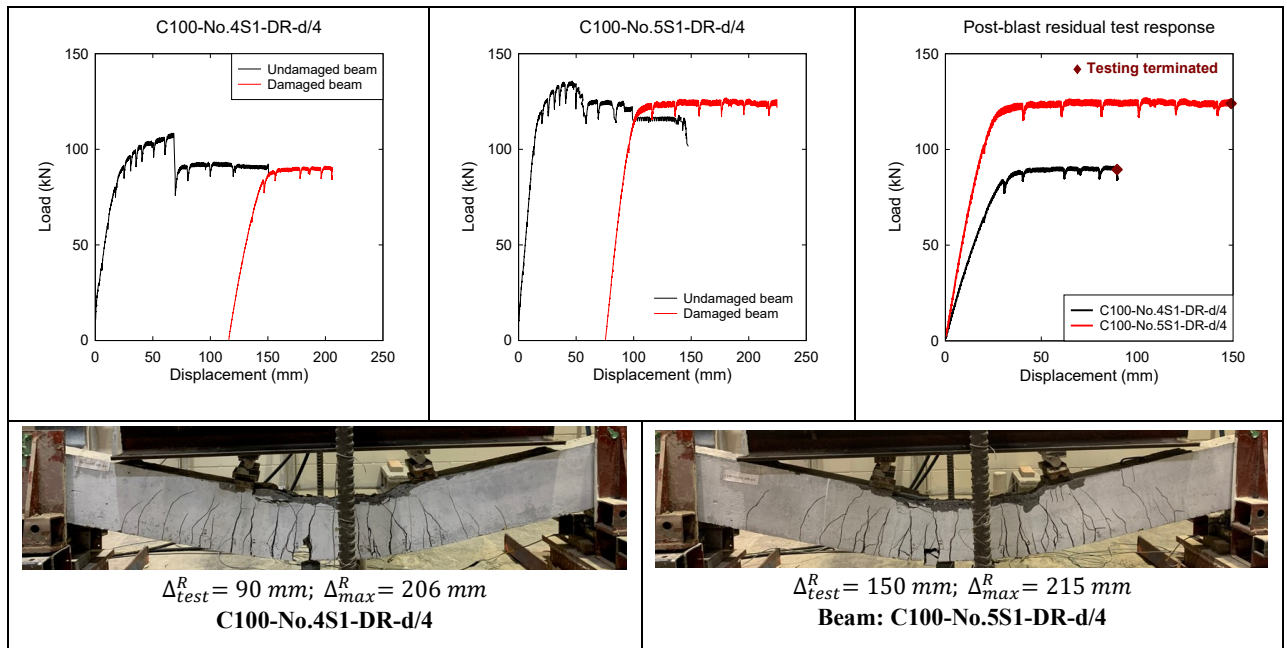 C100-No.4S1-DR-d/4
150
100
50
0
Load (kN)
Undamaged beam
Damaged beam
0 50 100 150 200 250
Displacement (mm)
C100-No.5S1-DR-d/4
150
100
50
0
Load (kN)
Undamaged beam
Damaged beam
0 50 100 150 200 250
Displacement (mm)
Post-blast residual test response
150
100
50
0
Load (kN)
Testing terminated
C100-No.4S1-DR-d/4
C100-No.5S1-DR-d/4
0 50 100 150
Displacement (mm)
Δ^R_test = 90 mm; Δ^R_max = 206 mm
C100-No.4S1-DR-d/4
Δ^R_test = 150 mm; Δ^R_max = 215 mm
Beam: C100-No.5S1-DR-d/4